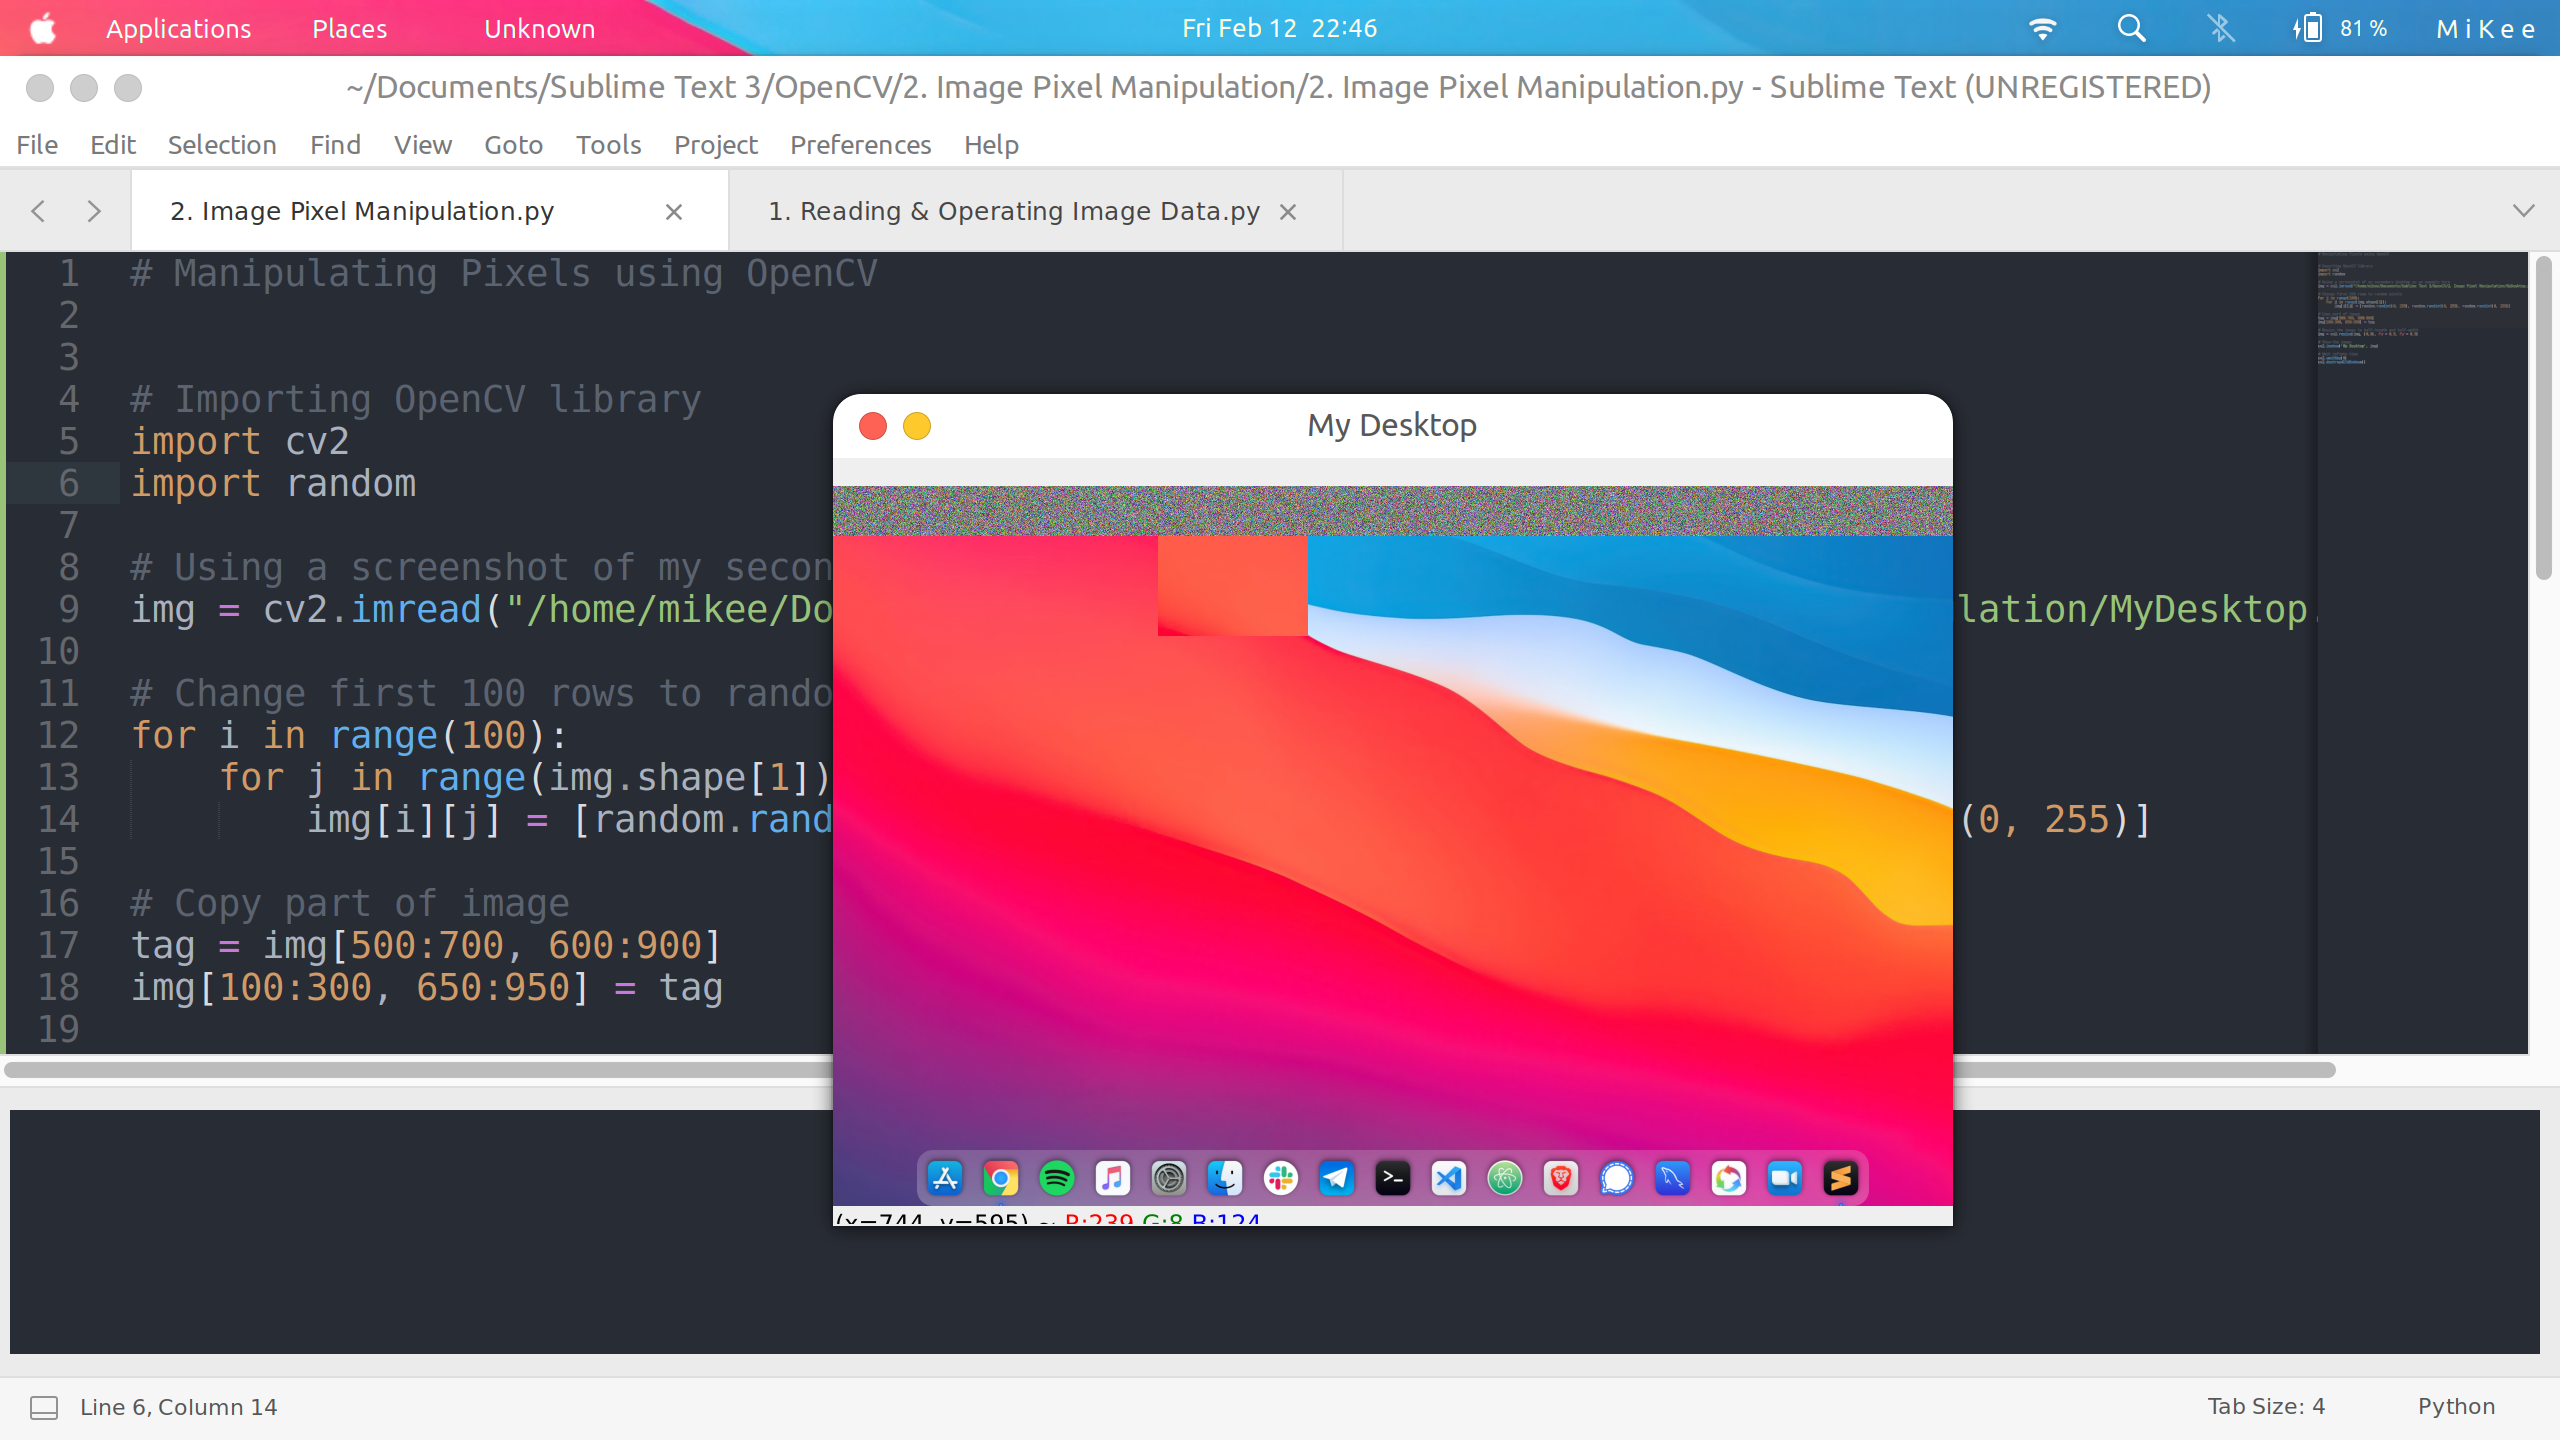 Applications Places Unknown Fri Feb 12 22:46 81 % MiKee
~/Documents/Sublime Text 3/OpenCV/2. Image Pixel Manipulation/2. Image Pixel Manipulation.py - Sublime Text (UNREGISTERED)
File Edit Selection Find View Goto Tools Project Preferences Help
2. Image Pixel Manipulation.py 1. Reading & Operating Image Data.py
1 # Manipulating Pixels using OpenCV
2
3
4 # Importing OpenCV library
5 import cv2
6 import random
7
8 # Using a screenshot of my secon
9 img = cv2.imread("/home/mikee/Do lation/MyDesktop.
10
11 # Change first 100 rows to rando
12 for i in range(100):
13 for j in range(img.shape[1])
14 img[i][j] = [random.rand (0, 255)]
15
16 # Copy part of image
17 tag = img[500:700, 600:900]
18 img[100:300, 650:950] = tag
19
My Desktop
(x=744, y=595) ~ R:239 G:8 B:124
Line 6, Column 14 Tab Size: 4 Python